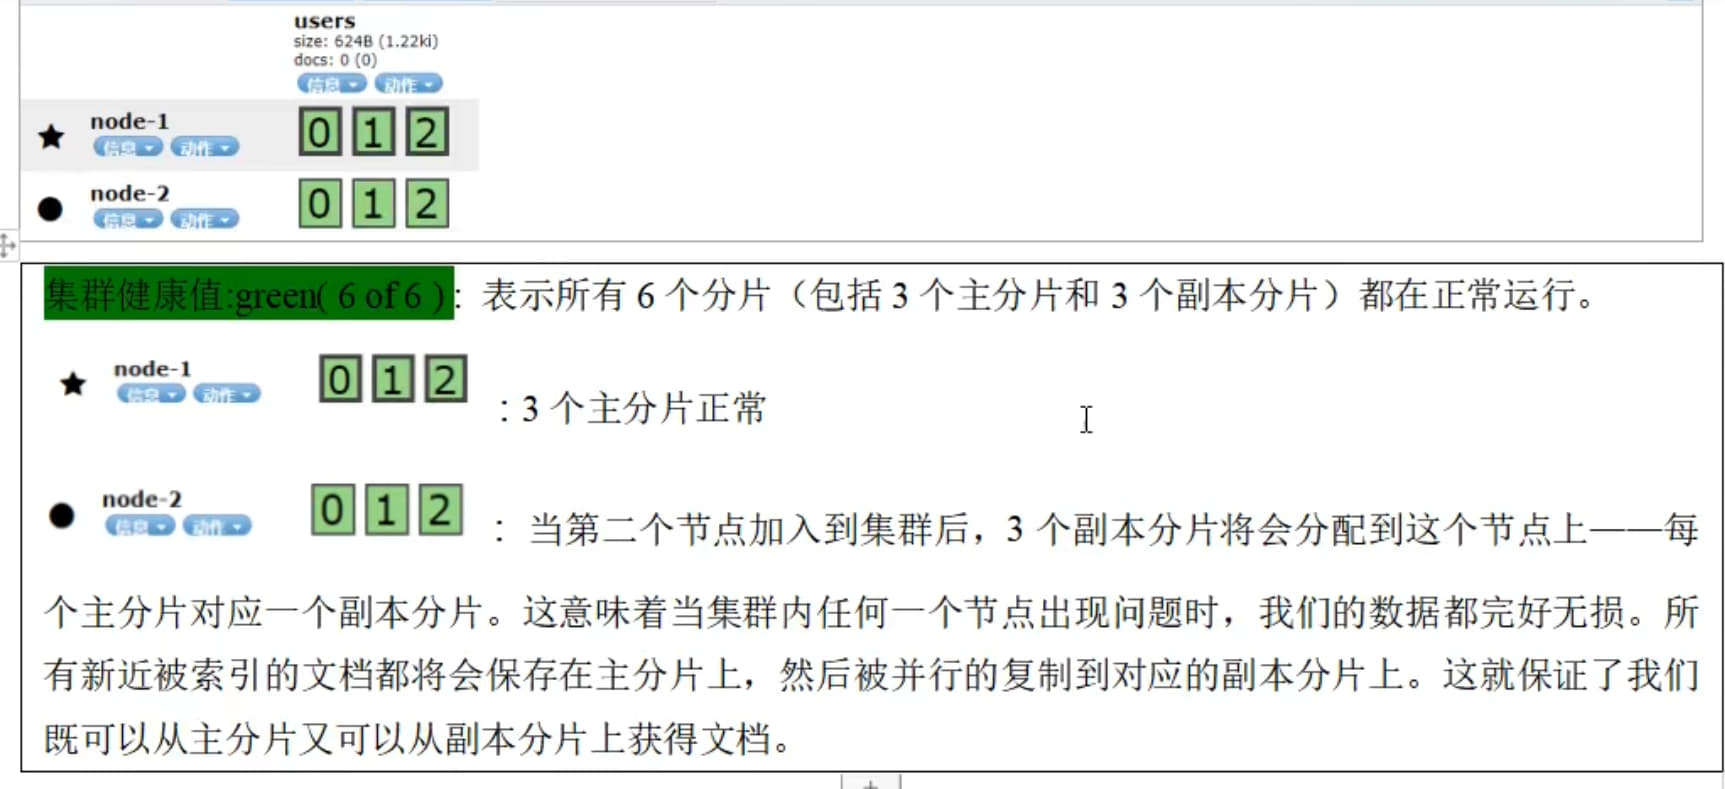 users
size: 624B (1.22ki)
docs: 0 (0)
信息 动作
node-1 0 1 2
信息 动作
node-2 0 1 2
信息 动作
集群健康值:green( 6 of 6 )：表示所有 6 个分片（包括 3 个主分片和 3 个副本分片）都在正常运行。
node-1 0 1 2
信息 动作
：3 个主分片正常
node-2 0 1 2
信息 动作
：当第二个节点加入到集群后，3 个副本分片将会分配到这个节点上——每
个主分片对应一个副本分片。这意味着当集群内任何一个节点出现问题时，我们的数据都完好无损。所
有新近被索引的文档都将会保存在主分片上，然后被并行的复制到对应的副本分片上。这就保证了我们
既可以从主分片又可以从副本分片上获得文档。